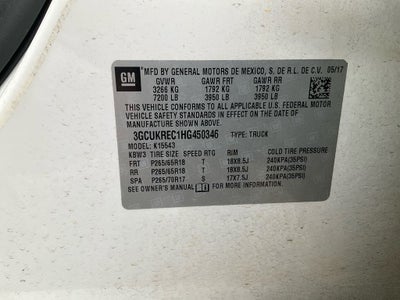 GM
MFD BY GENERAL MOTORS DE MEXICO, S. DE R.L. DE C.V. 05/17
GVWR GAWR FRT GAWR RR
3266 KG 1792 KG 1792 KG
7200 LB 3950 LB 3950 LB
THIS VEHICLE CONFORMS TO ALL APPLICABLE U.S. FEDERAL MOTOR
VEHICLE SAFETY STANDARDS IN EFFECT ON THE DATE OF
MANUFACTURE SHOWN ABOVE.
3GCUKREC1HG450346 TYPE: TRUCK
MODEL: K15543
KBW3 TIRE SIZE SPEED RTG RIM COLD TIRE PRESSURE
FRT P265/65R18 T 18X8.5J 240KPA(35PSI)
RR P265/65R18 T 18X8.5J 240KPA(35PSI)
SPA P265/70R17 S 17X7.5J 240KPA(35PSI)
SEE OWNER'S MANUAL FOR MORE INFORMATION.